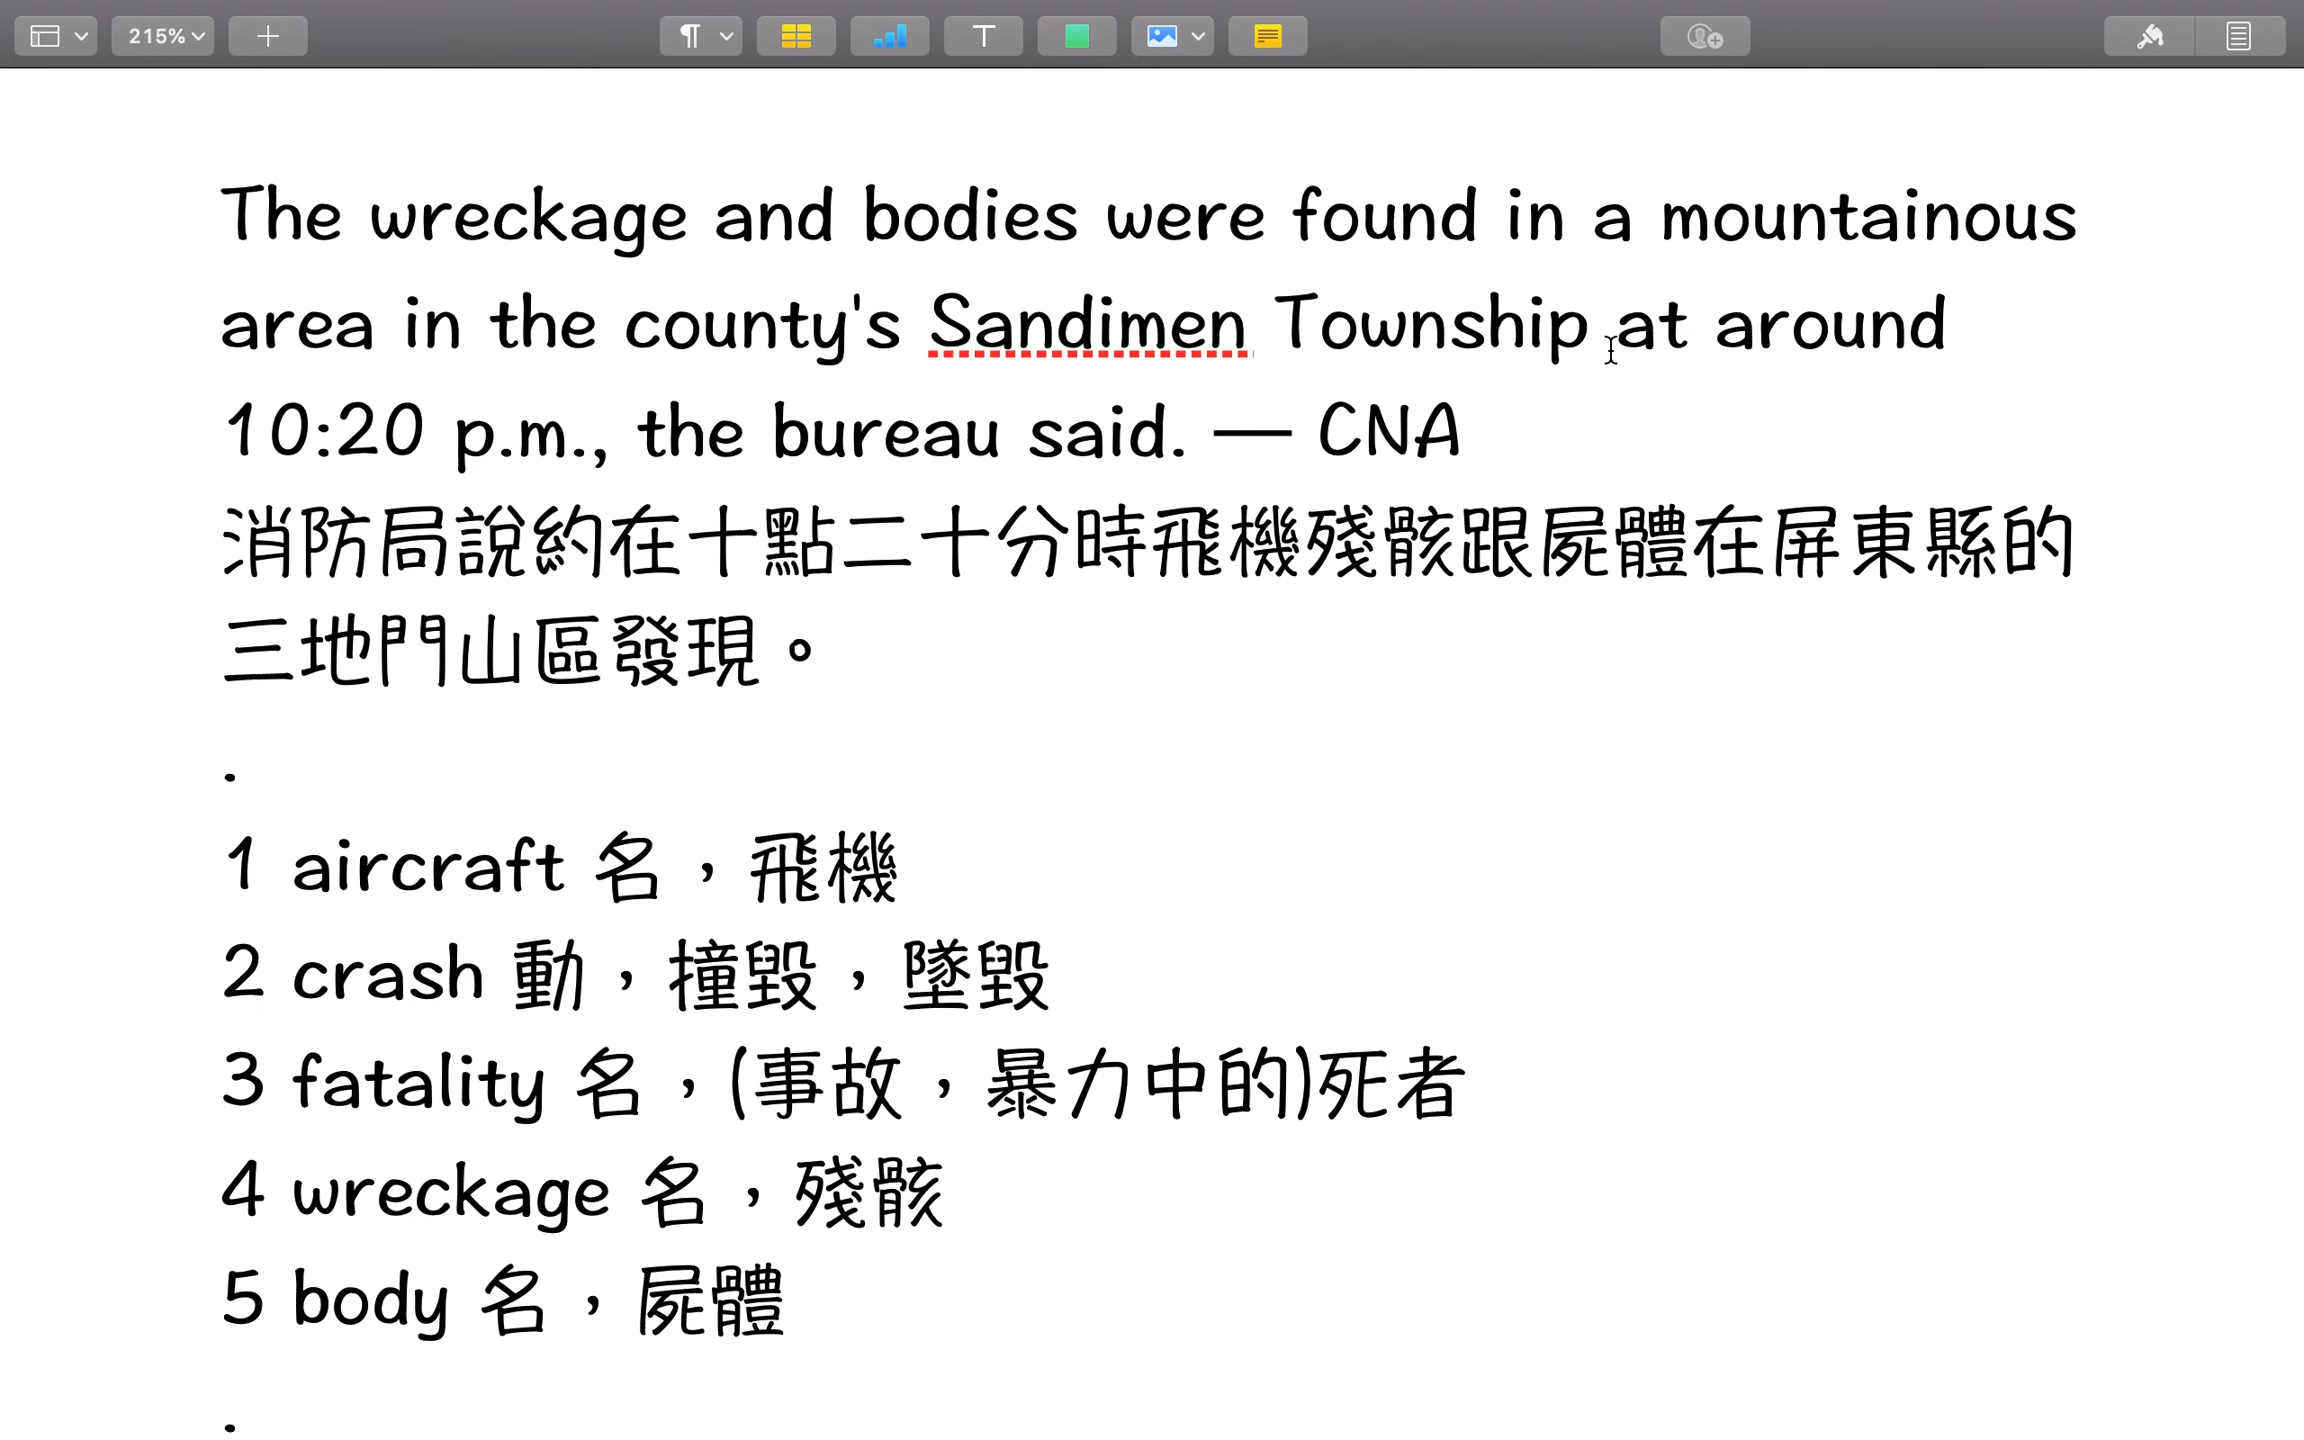 215%
The wreckage and bodies were found in a mountainous
area in the county's Sandimen Township at around
10:20 p.m., the bureau said. — CNA
消防局說約在十點二十分時飛機殘骸跟屍體在屏東縣的
三地門山區發現。
.
1 aircraft 名，飛機
2 crash 動，撞毀，墜毀
3 fatality 名，(事故，暴力中的)死者
4 wreckage 名，殘骸
5 body 名，屍體
.